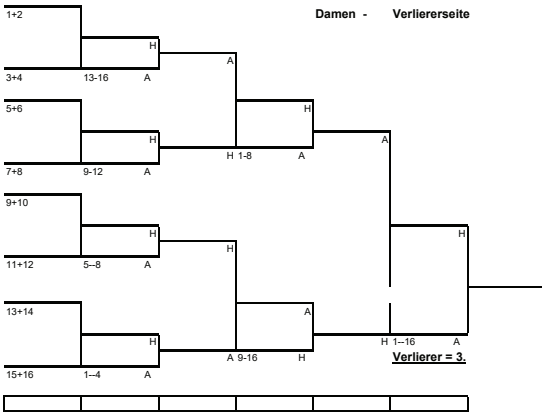 1+2
Damen - Verliererseite
H
A
3+4 13-16 A
5+6
H
H
A
7+8 9-12 A
H 1-8 A
9+10
H
H
H
11+12 5--8 A
13+14
A
H
H 1--16 A
15+16 1--4 A
A 9-16 H
Verlierer = 3.